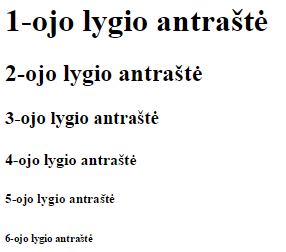 1-ojo lygio antraštė
2-ojo lygio antraštė
3-ojo lygio antraštė
4-ojo lygio antraštė
5-ojo lygio antraštė
6-ojo lygio antraštė